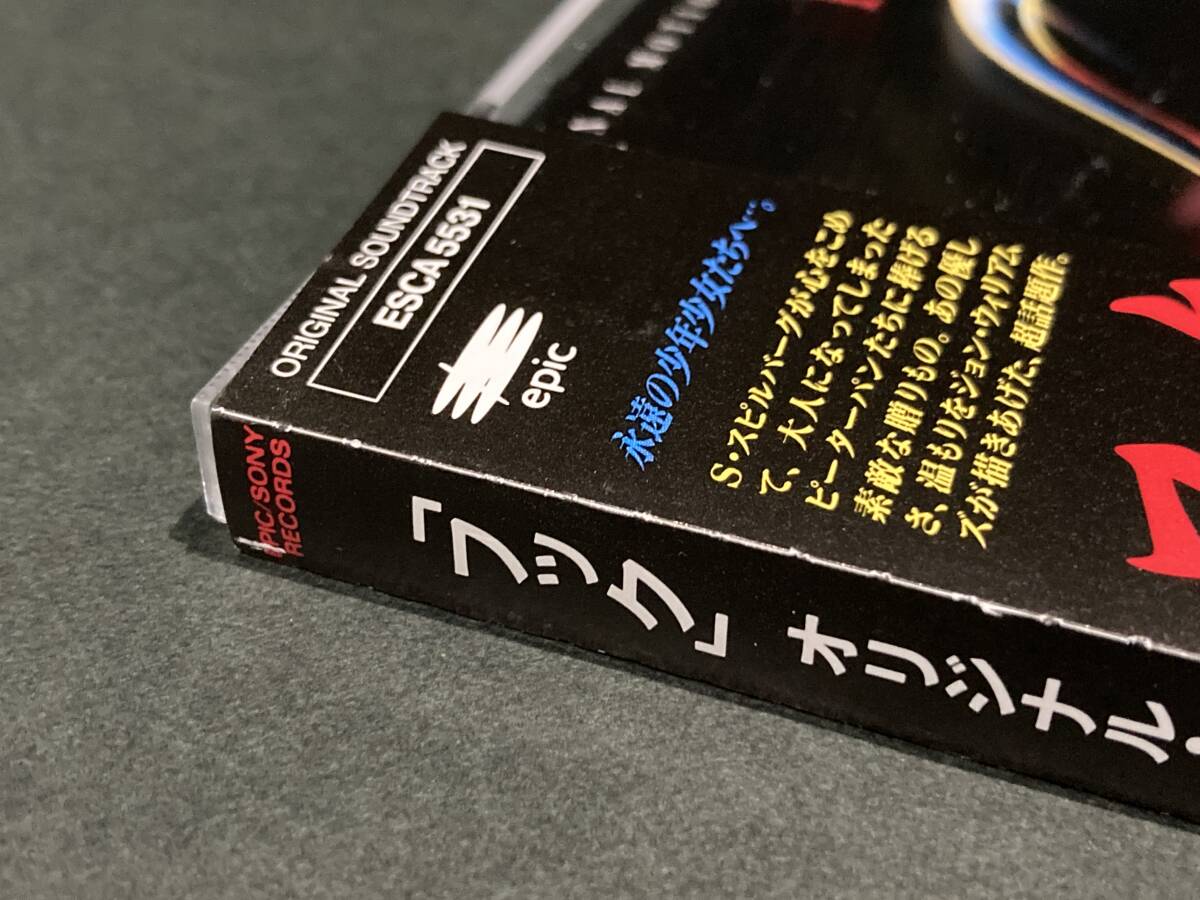 ORIGINAL SOUNDTRACK
ESCA 5531
epic
永遠の少年少女たちへ…。
S・スピルバーグが心をこめ
て、大人になってしまった
ピーターパンたちに捧げる
素敵な贈りもの。あの優し
さ、温もりをジョン・ウィリアム
ズが描きあげた、超話題作。
EPIC/SONY
RECORDS
「フック」オリジナル・